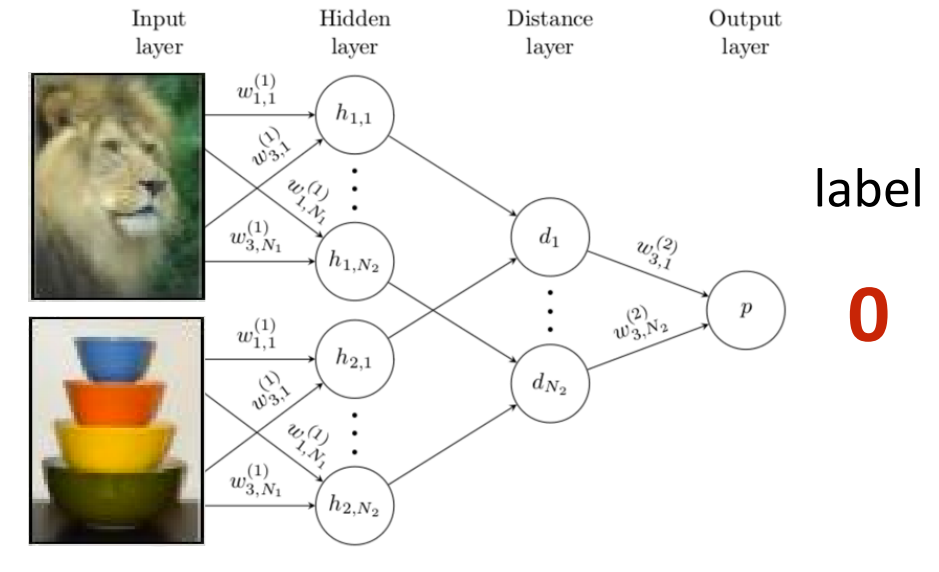 Input layer
Hidden layer
Distance layer
Output layer
w_{1,1}^{(1)}
w_{3,1}^{(1)}
w_{1,N_1}^{(1)}
w_{3,N_1}^{(1)}
h_{1,1}
h_{1,N_2}
w_{1,1}^{(1)}
w_{3,1}^{(1)}
w_{1,N_1}^{(1)}
w_{3,N_1}^{(1)}
h_{2,1}
h_{2,N_2}
d_1
d_{N_2}
w_{3,1}^{(2)}
w_{3,N_2}^{(2)}
p
label
0